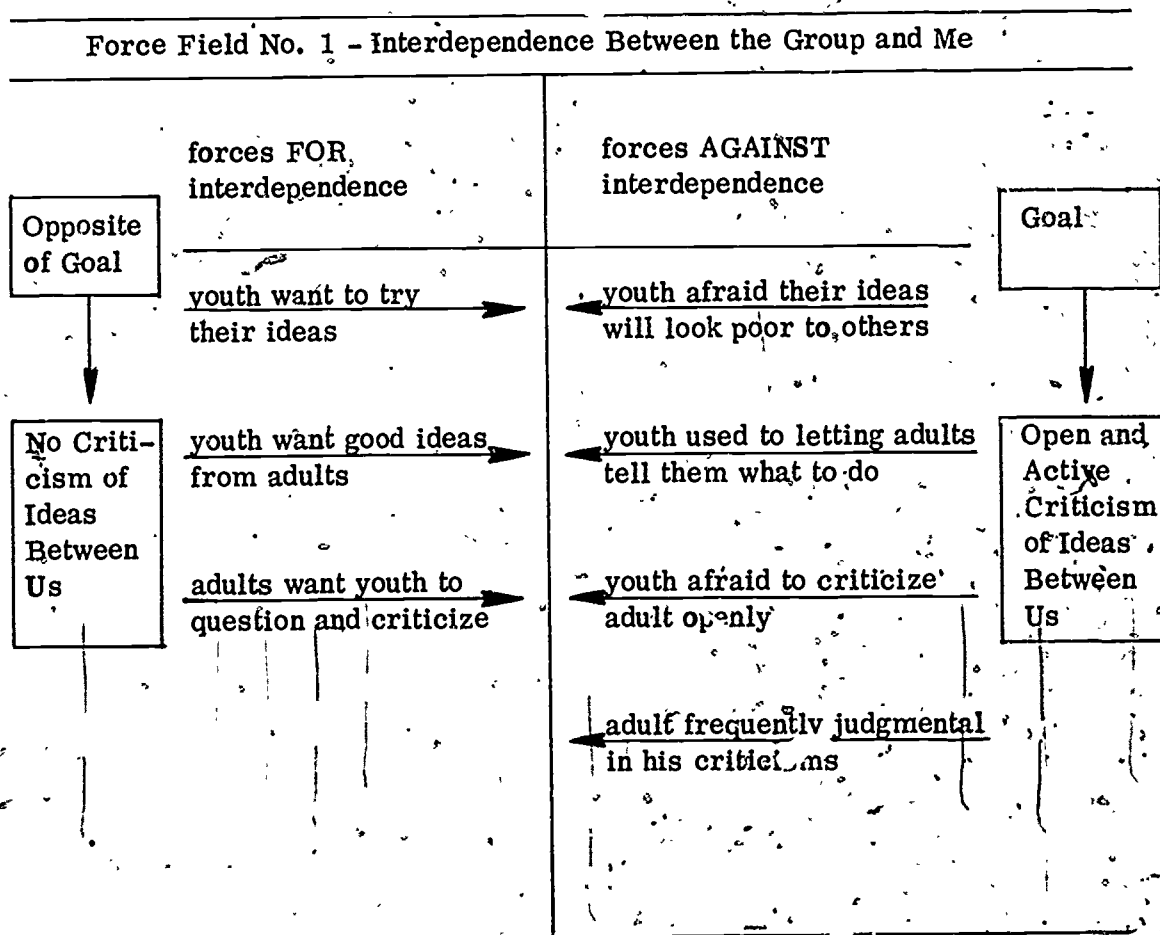 Force Field No. 1 - Interdependence Between the Group and Me
forces FOR
interdependence
forces AGAINST
interdependence
Opposite
of Goal
Goal
youth want to try
their ideas
youth afraid their ideas
will look poor to others
No Criti-
cism of
Ideas
Between
Us
youth want good ideas
from adults
youth used to letting adults
tell them what to do
Open and
Active
Criticism
of Ideas
Between
Us
adults want youth to
question and criticize
youth afraid to criticize
adult openly
adult frequently judgmental
in his criticisms